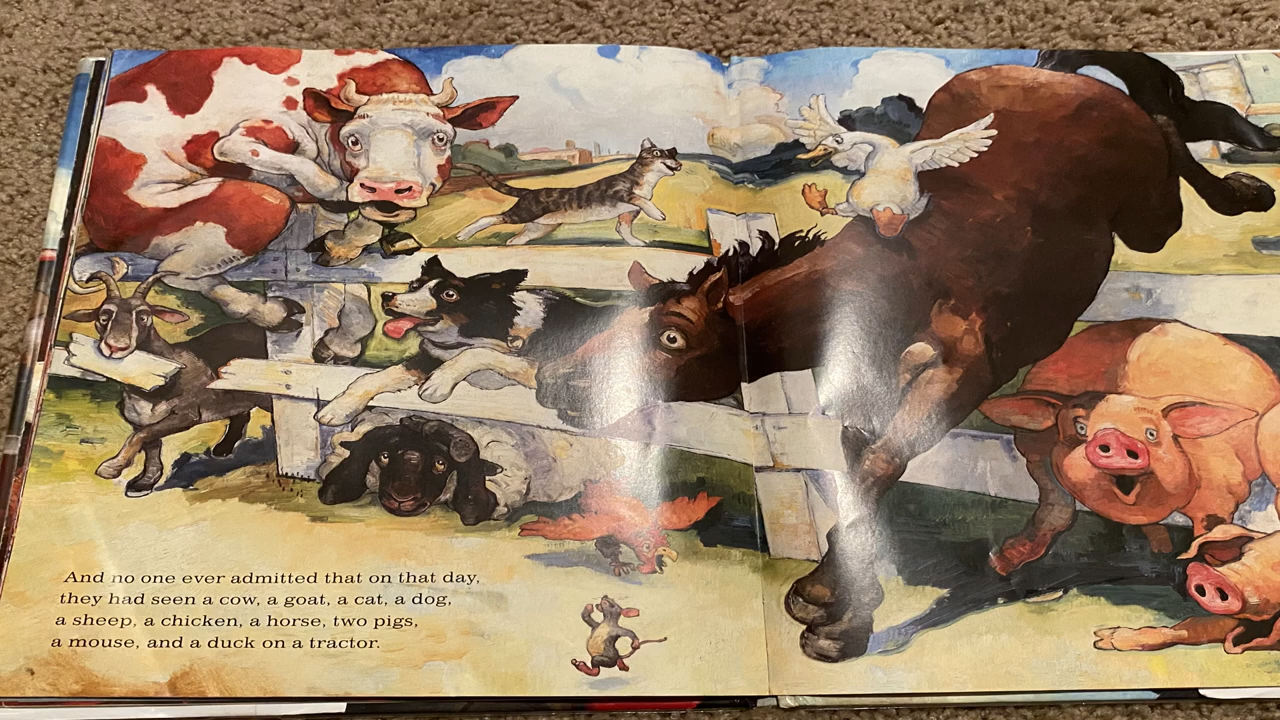 And no one ever admitted that on that day,
they had seen a cow, a goat, a cat, a dog,
a sheep, a chicken, a horse, two pigs,
a mouse, and a duck on a tractor.